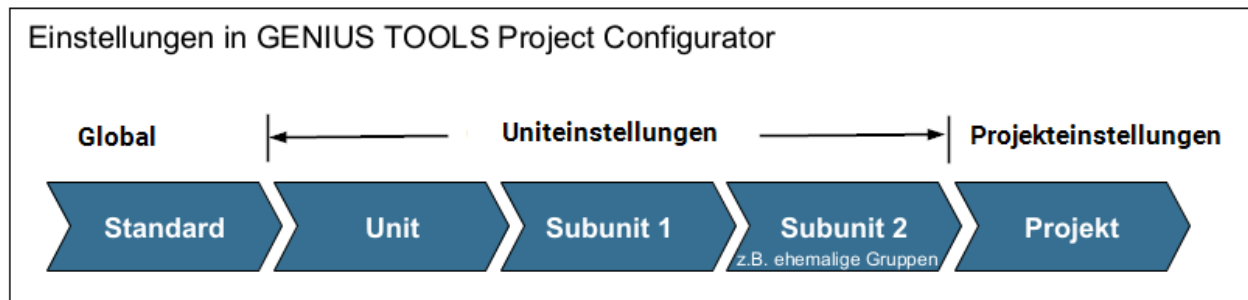 Einstellungen in GENIUS TOOLS Project Configurator
Global
Uniteinstellungen
Projekteinstellungen
Standard
Unit
Subunit 1
Subunit 2
z.B. ehemalige Gruppen
Projekt